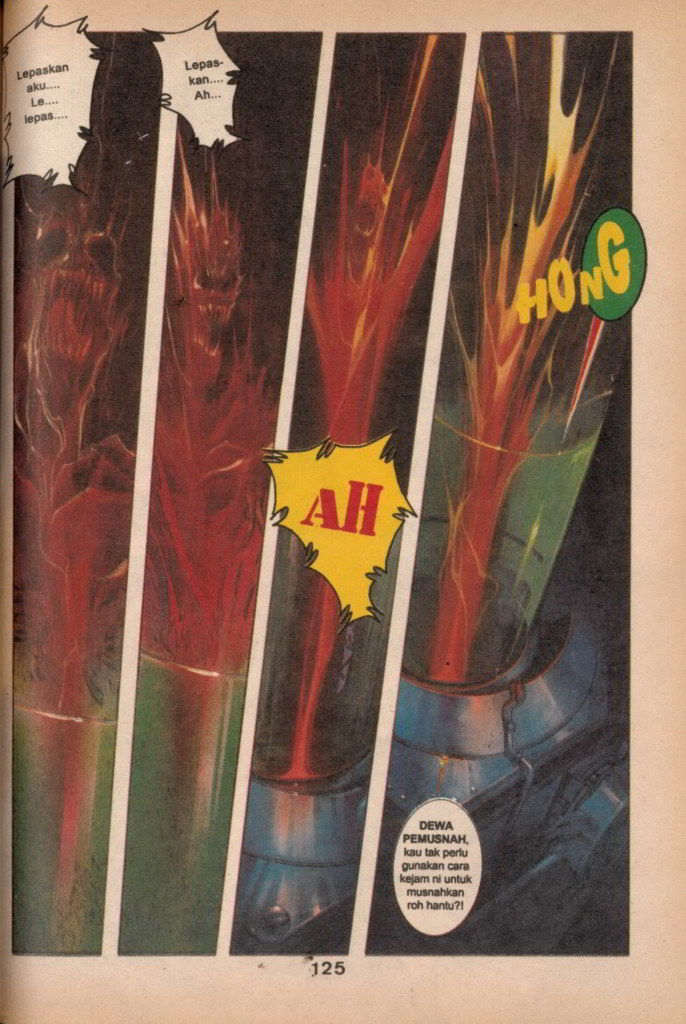 Lepaskan
aku....
Le....
lepas....
Lepas-
kan....
Ah...
AH
HONG
DEWA
PEMUSNAH,
kau tak perlu
gunakan cara
kejam ni untuk
musnahkan
roh hantu?!
125